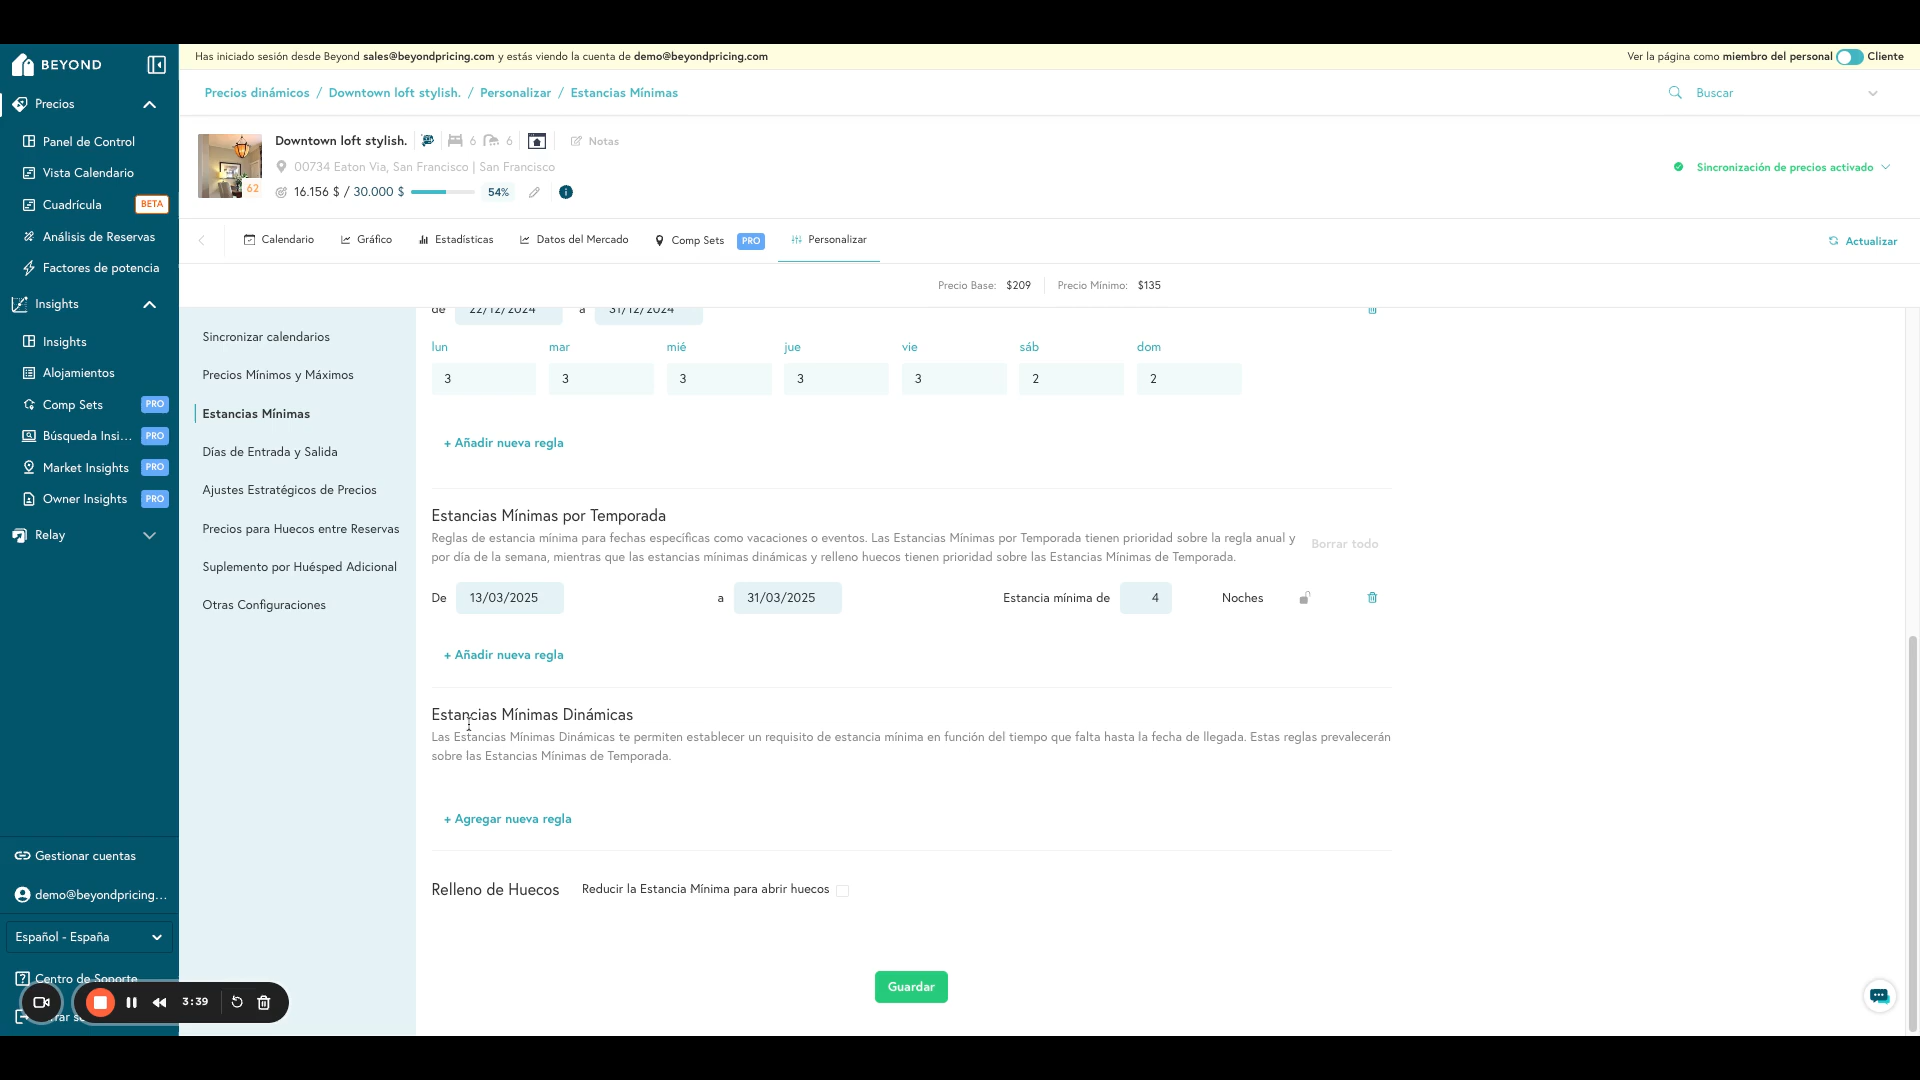 BEYOND
Has iniciado sesión desde Beyond sales@beyondpricing.com y estás viendo la cuenta de demo@beyondpricing.com
Ver la página como miembro del personal Cliente
Precios
Panel de Control
Vista Calendario
Cuadrícula BETA
Análisis de Reservas
Factores de potencia
Insights
Insights
Alojamientos
Comp Sets PRO
Búsqueda Insi... PRO
Market Insights PRO
Owner Insights PRO
Relay
Gestionar cuentas
demo@beyondpricing...
Español - España
Centro de Soporte
3:39
Precios dinámicos / Downtown loft stylish. / Personalizar / Estancias Mínimas
Buscar
Downtown loft stylish. 6 6 Notas
00734 Eaton Via, San Francisco | San Francisco
62
16.156 $ / 30.000 $ 54%
Sincronización de precios activado
Calendario Gráfico Estadísticas Datos del Mercado Comp Sets PRO Personalizar
Actualizar
Precio Base: $209 Precio Mínimo: $135
Sincronizar calendarios
Precios Mínimos y Máximos
Estancias Mínimas
Días de Entrada y Salida
Ajustes Estratégicos de Precios
Precios para Huecos entre Reservas
Suplemento por Huésped Adicional
Otras Configuraciones
de 22/12/2024 a 31/12/2024
lun mar mié jue vie sáb dom
3 3 3 3 3 2 2
+ Añadir nueva regla
Estancias Mínimas por Temporada
Reglas de estancia mínima para fechas específicas como vacaciones o eventos. Las Estancias Mínimas por Temporada tienen prioridad sobre la regla anual y
por día de la semana, mientras que las estancias mínimas dinámicas y relleno huecos tienen prioridad sobre las Estancias Mínimas de Temporada.
Borrar todo
De 13/03/2025 a 31/03/2025 Estancia mínima de 4 Noches
+ Añadir nueva regla
Estancias Mínimas Dinámicas
Las Estancias Mínimas Dinámicas te permiten establecer un requisito de estancia mínima en función del tiempo que falta hasta la fecha de llegada. Estas reglas prevalecerán
sobre las Estancias Mínimas de Temporada.
+ Agregar nueva regla
Relleno de Huecos Reducir la Estancia Mínima para abrir huecos
Guardar